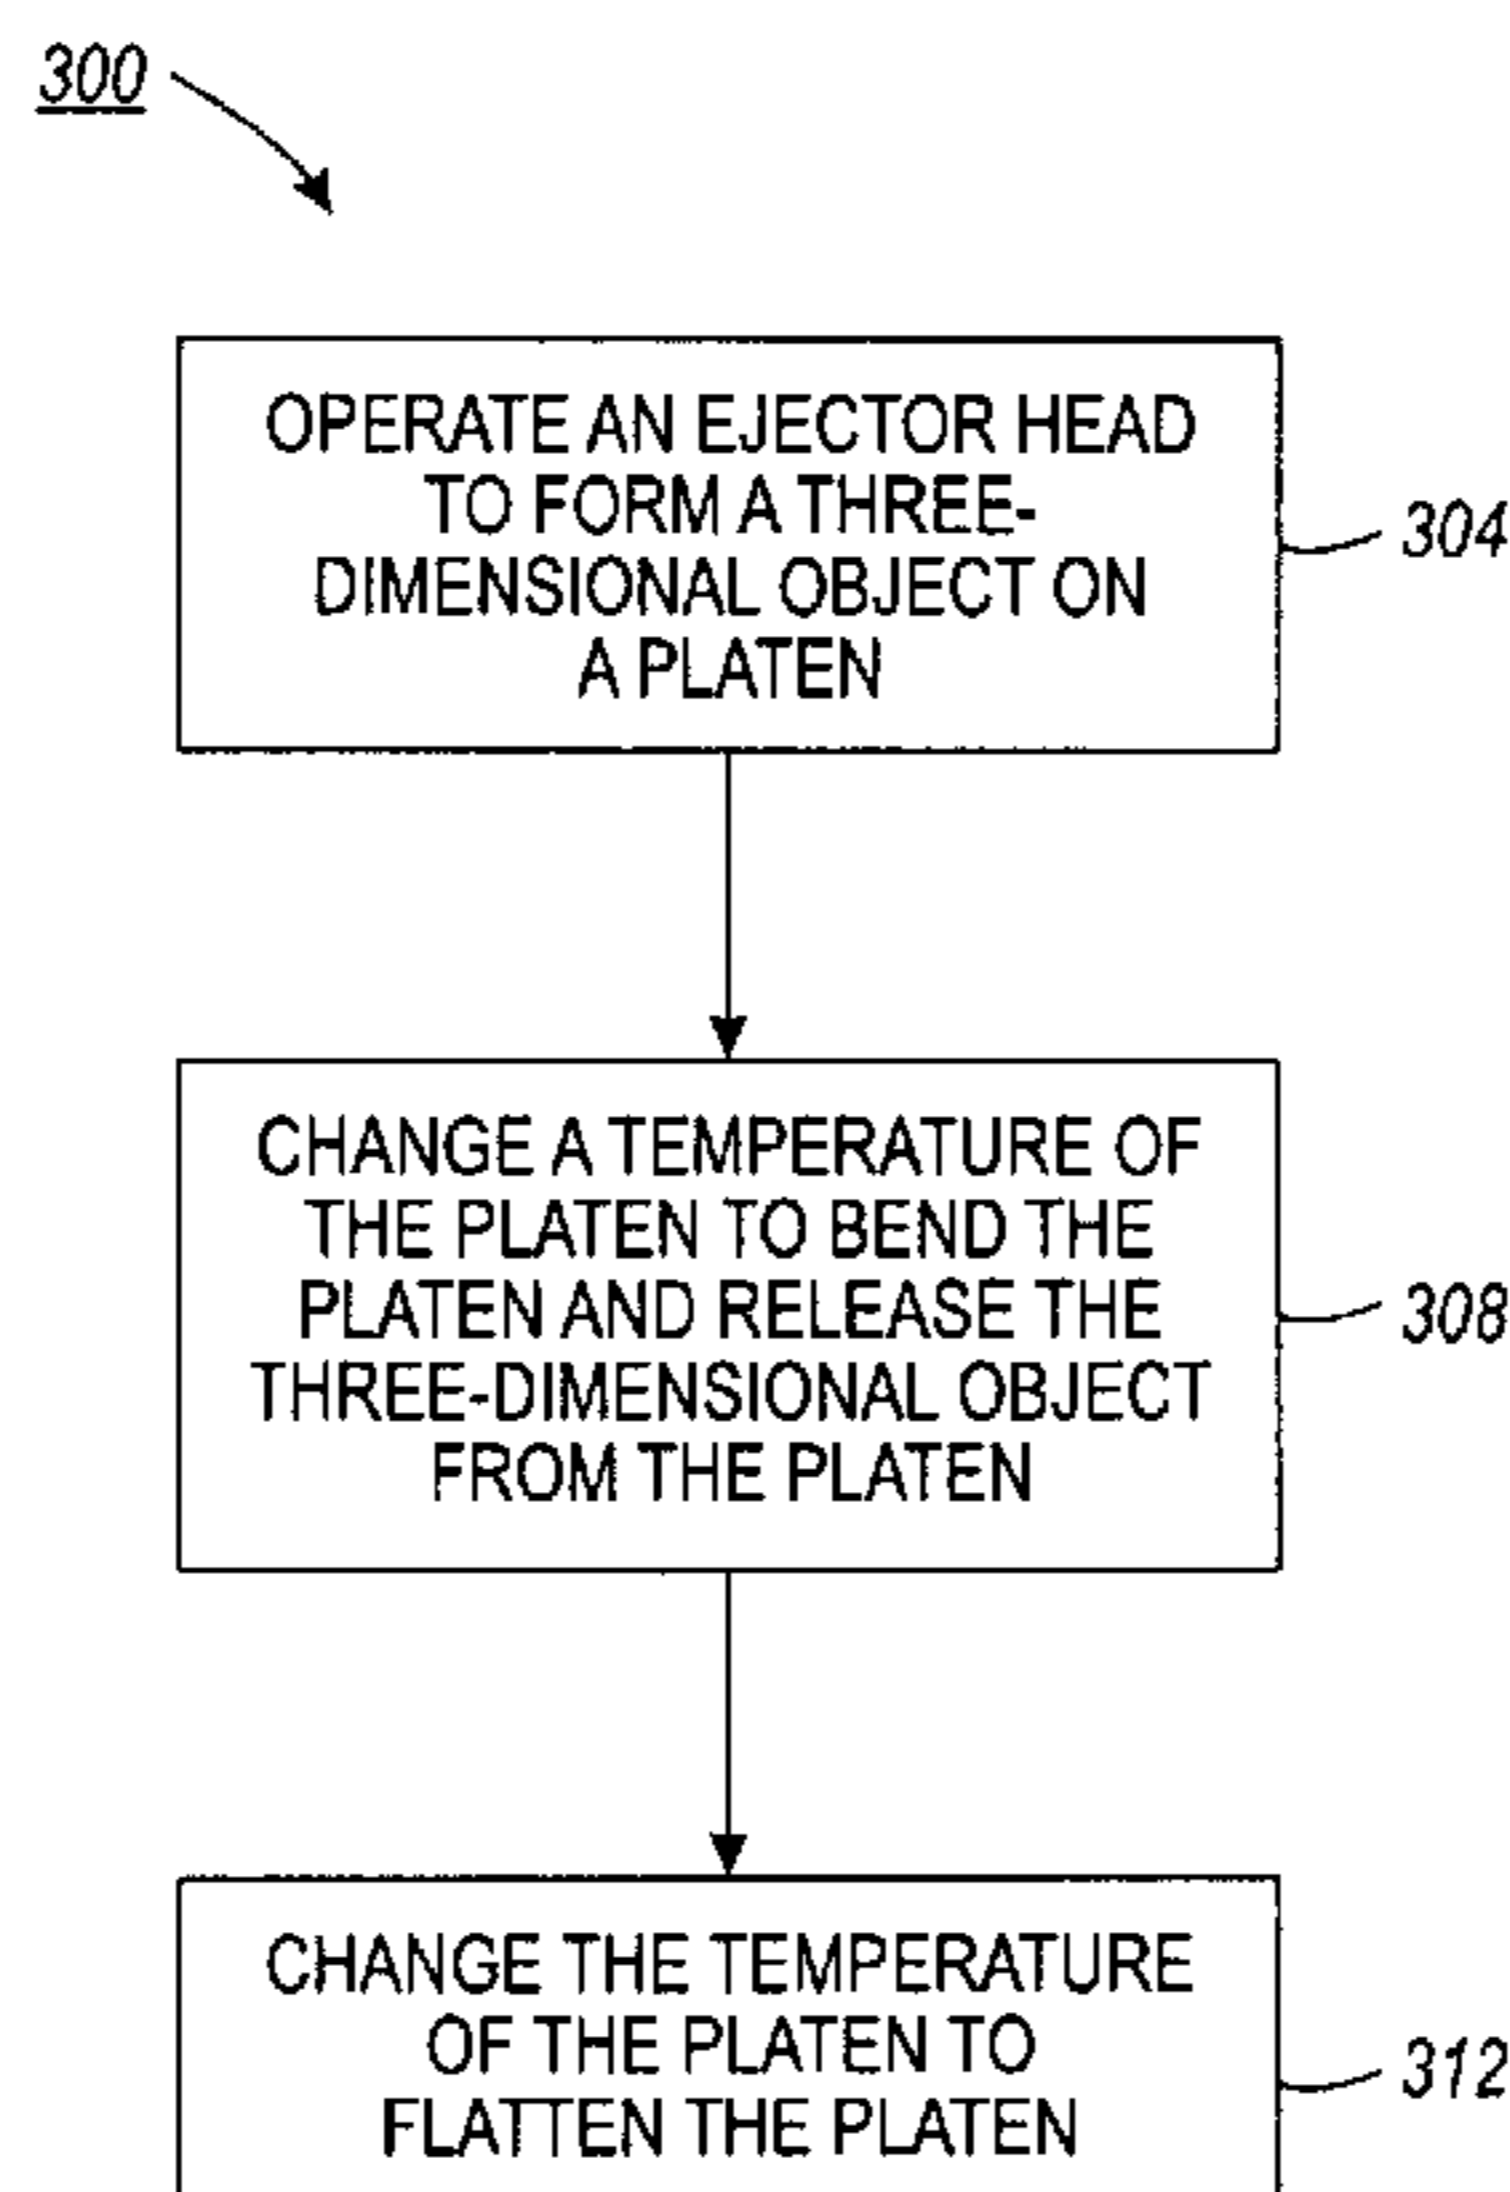 300
OPERATE AN EJECTOR HEAD
TO FORM A THREE-
DIMENSIONAL OBJECT ON
A PLATEN
304
CHANGE A TEMPERATURE OF
THE PLATEN TO BEND THE
PLATEN AND RELEASE THE
THREE-DIMENSIONAL OBJECT
FROM THE PLATEN
308
CHANGE THE TEMPERATURE
OF THE PLATEN TO
FLATTEN THE PLATEN
312